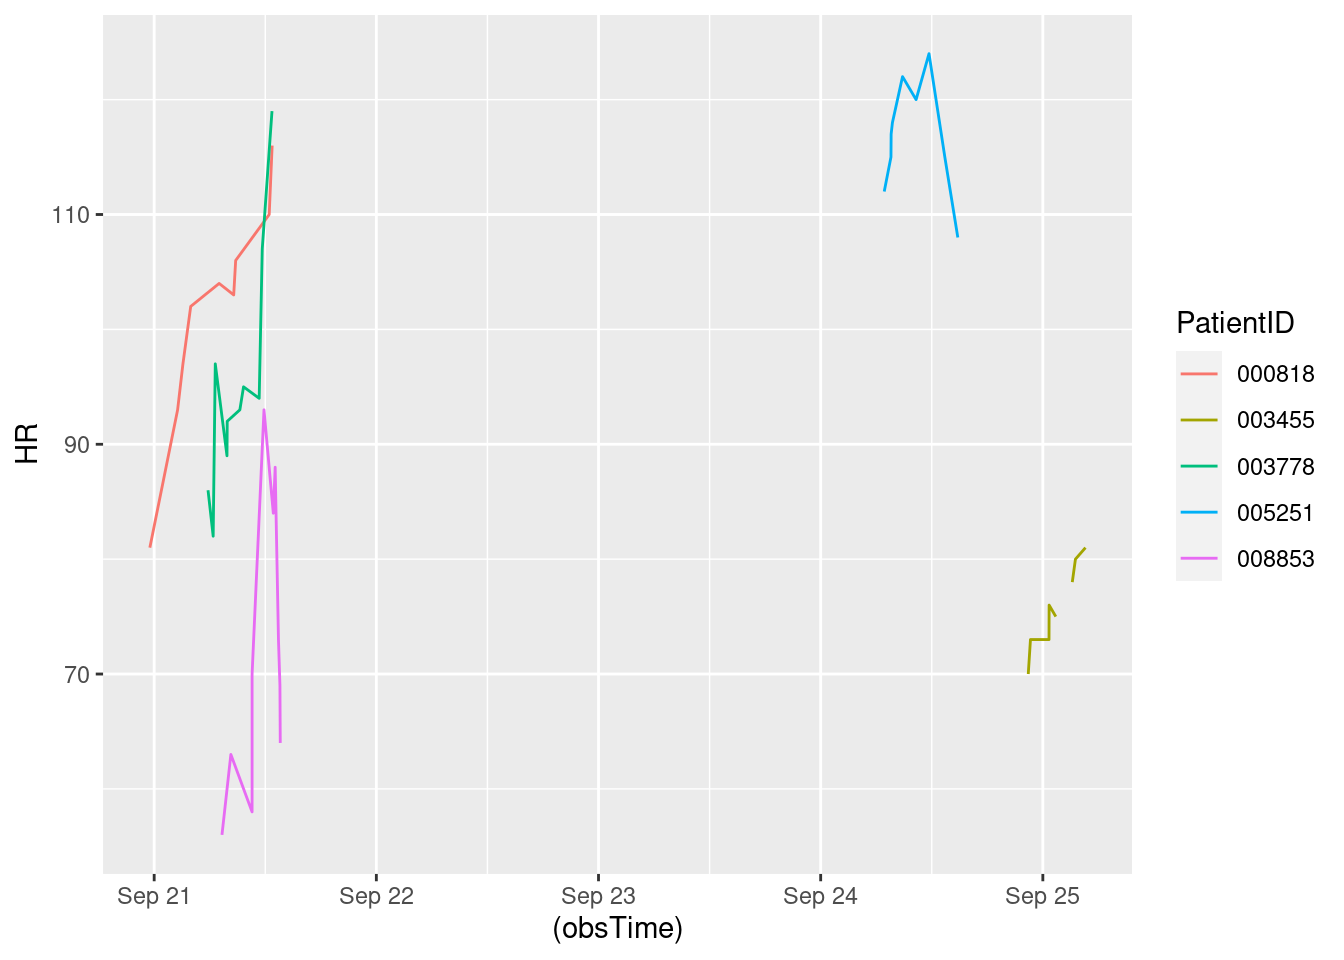 110
90
70
HR
Sep 21
Sep 22
Sep 23
Sep 24
Sep 25
(obsTime)
PatientID
000818
003455
003778
005251
008853